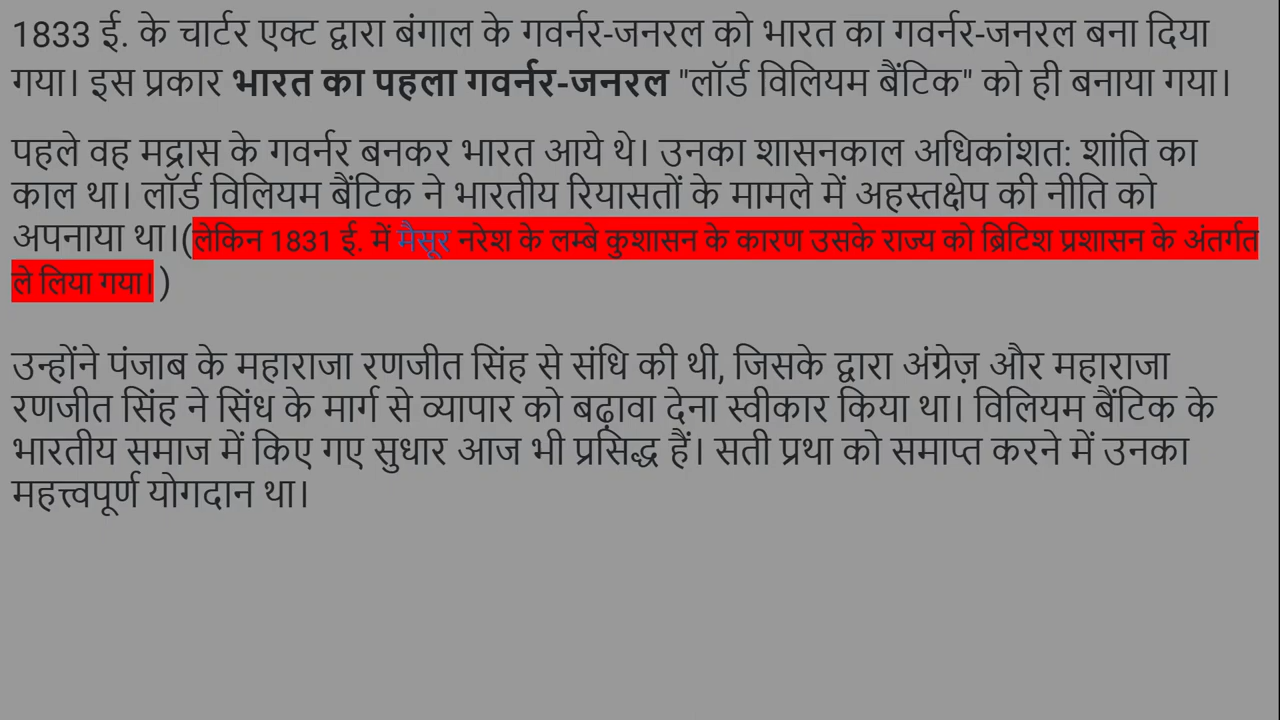 1833 ई. के चार्टर एक्ट द्वारा बंगाल के गवर्नर-जनरल को भारत का गवर्नर-जनरल बना दिया
गया। इस प्रकार भारत का पहला गवर्नर-जनरल "लॉर्ड विलियम बैंटिक" को ही बनाया गया।
पहले वह मद्रास के गवर्नर बनकर भारत आये थे। उनका शासनकाल अधिकांशत: शांति का
काल था। लॉर्ड विलियम बैंटिक ने भारतीय रियासतों के मामले में अहस्तक्षेप की नीति को
अपनाया था।(लेकिन 1831 ई. में मैसूर नरेश के लम्बे कुशासन के कारण उसके राज्य को ब्रिटिश प्रशासन के अंतर्गत
ले लिया गया। )
उन्होंने पंजाब के महाराजा रणजीत सिंह से संधि की थी, जिसके द्वारा अंग्रेज़ और महाराजा
रणजीत सिंह ने सिंध के मार्ग से व्यापार को बढ़ावा देना स्वीकार किया था। विलियम बैंटिक के
भारतीय समाज में किए गए सुधार आज भी प्रसिद्ध हैं। सती प्रथा को समाप्त करने में उनका
महत्त्वपूर्ण योगदान था।